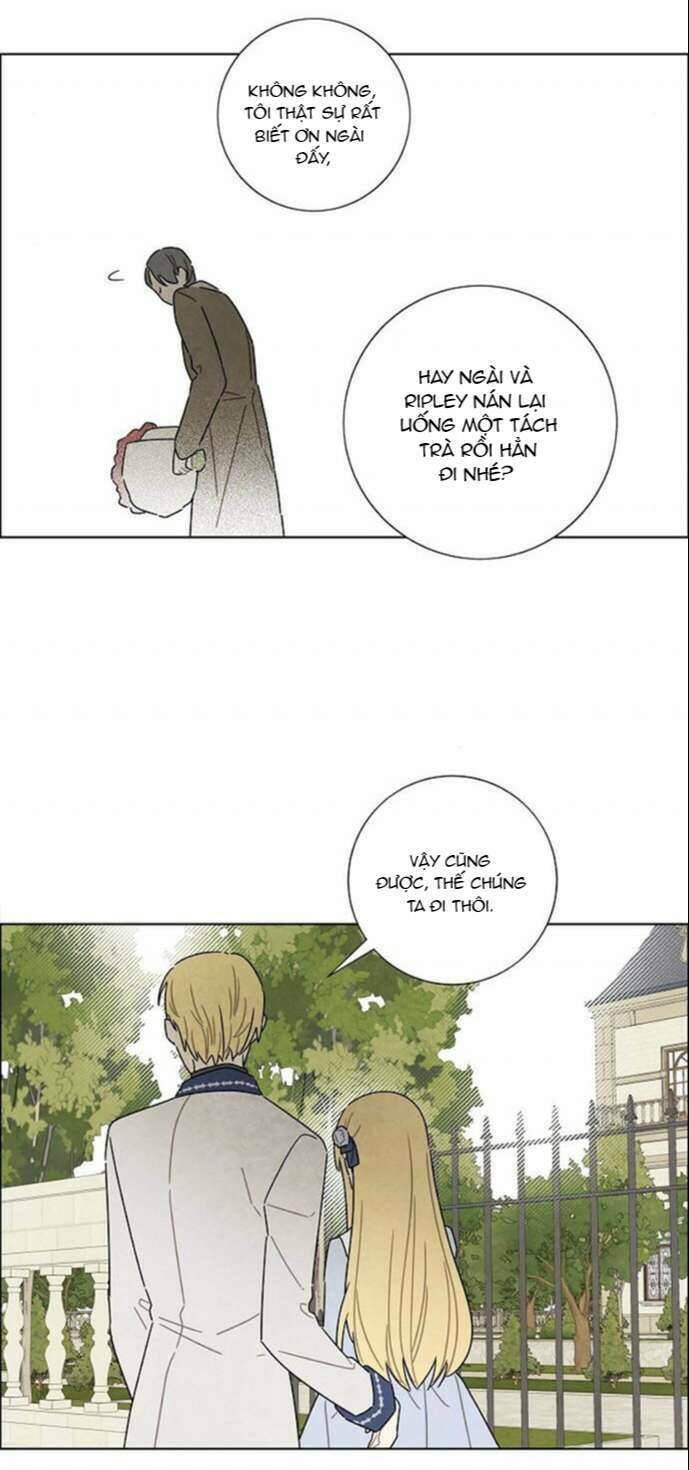 KHÔNG KHÔNG,
TÔI THẬT SỰ RẤT
BIẾT ƠN NGÀI
ĐẤY,
HAY NGÀI VÀ
RIPLEY NÁN LẠI
UỐNG MỘT TÁCH
TRÀ RỒI HẲN
ĐI NHÉ?
VẬY CŨNG
ĐƯỢC, THẾ CHÚNG
TA ĐI THÔI.